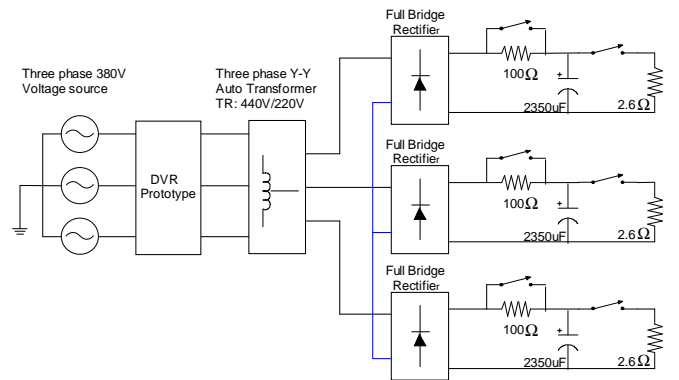 Three phase 380V
Voltage source
DVR
Prototype
Three phase Y-Y
Auto Transformer
TR: 440V/220V
Full Bridge
Rectifier
100Ω
+
2350uF
2.6Ω
Full Bridge
Rectifier
100Ω
+
2350uF
2.6Ω
Full Bridge
Rectifier
100Ω
+
2350uF
2.6Ω